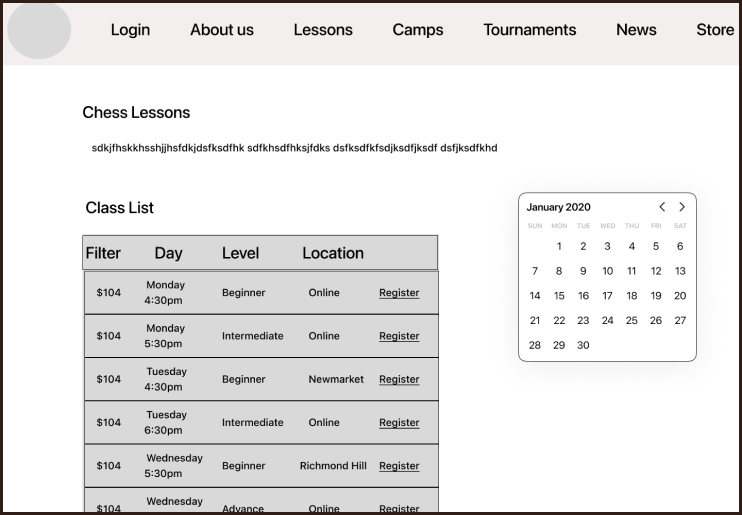 Login About us Lessons Camps Tournaments News Store
Chess Lessons
sdkjfhskkhsshjjhsfdkjdsfksdfhk sdfkhsdfhksjfdks dsfksdfkfsdjksdfjksdf dsfjksdfkhd
Class List
Filter Day Level Location
$104 Monday 4:30pm Beginner Online Register
$104 Monday 5:30pm Intermediate Online Register
$104 Tuesday 4:30pm Beginner Newmarket Register
$104 Tuesday 6:30pm Intermediate Online Register
$104 Wednesday 5:30pm Beginner Richmond Hill Register
$104 Wednesday Advance Online Register
January 2020
SUN MON TUE WED THU FRI SAT
1 2 3 4 5 6
7 8 9 10 11 12 13
14 15 16 17 18 19 20
21 22 23 24 25 26 27
28 29 30